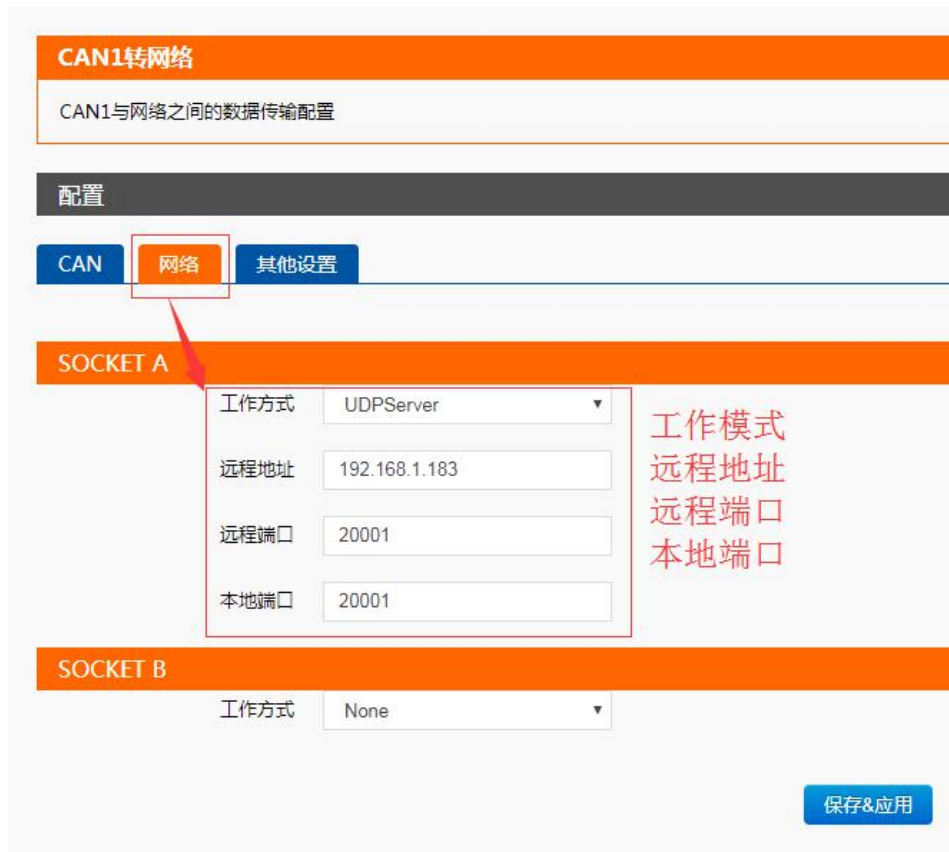 CAN1转网络
CAN1与网络之间的数据传输配置
配置
CAN 网络 其他设置
SOCKET A
工作方式 UDPServer
远程地址 192.168.1.183
远程端口 20001
本地端口 20001
工作模式
远程地址
远程端口
本地端口
SOCKET B
工作方式 None
保存&应用